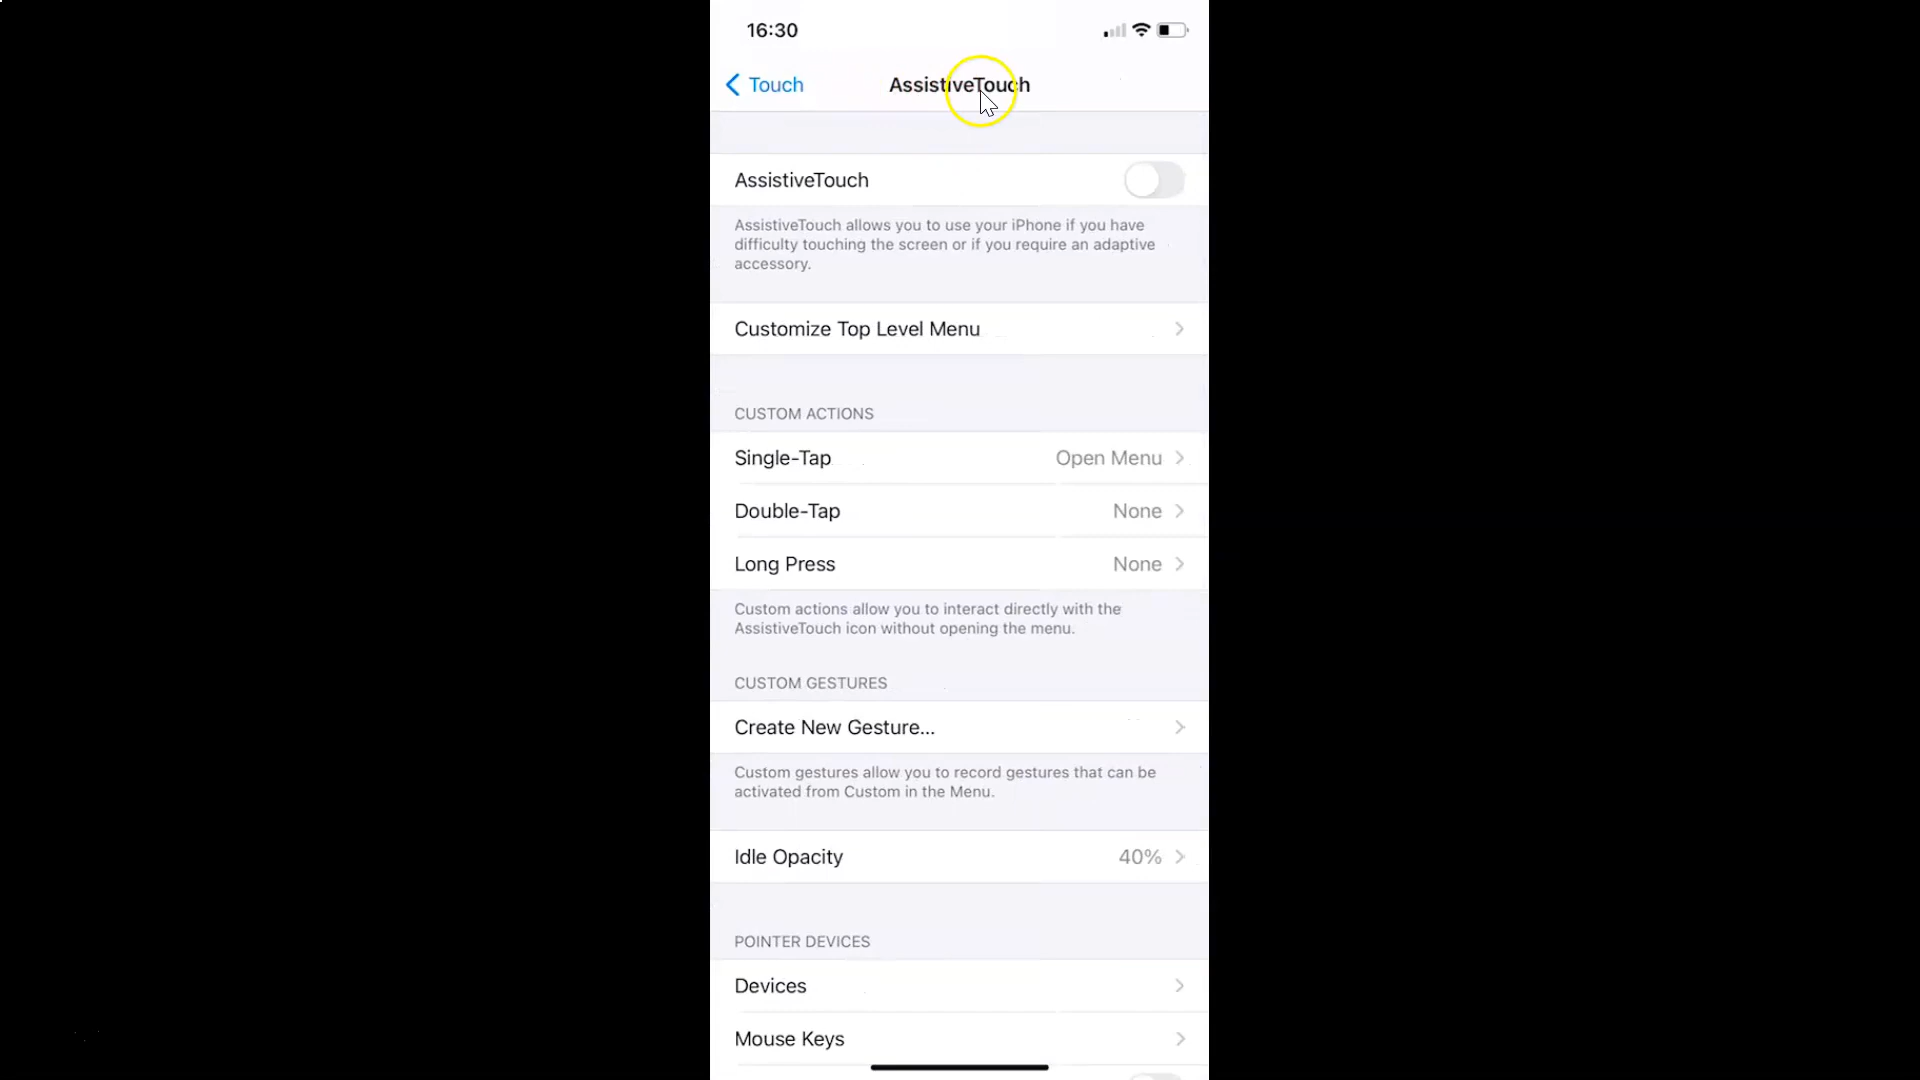 16:30
Touch
AssistiveTouch
AssistiveTouch
AssistiveTouch allows you to use your iPhone if you have
difficulty touching the screen or if you require an adaptive
accessory.
Customize Top Level Menu
CUSTOM ACTIONS
Single-Tap Open Menu
Double-Tap None
Long Press None
Custom actions allow you to interact directly with the
AssistiveTouch icon without opening the menu.
CUSTOM GESTURES
Create New Gesture...
Custom gestures allow you to record gestures that can be
activated from Custom in the Menu.
Idle Opacity 40%
POINTER DEVICES
Devices
Mouse Keys